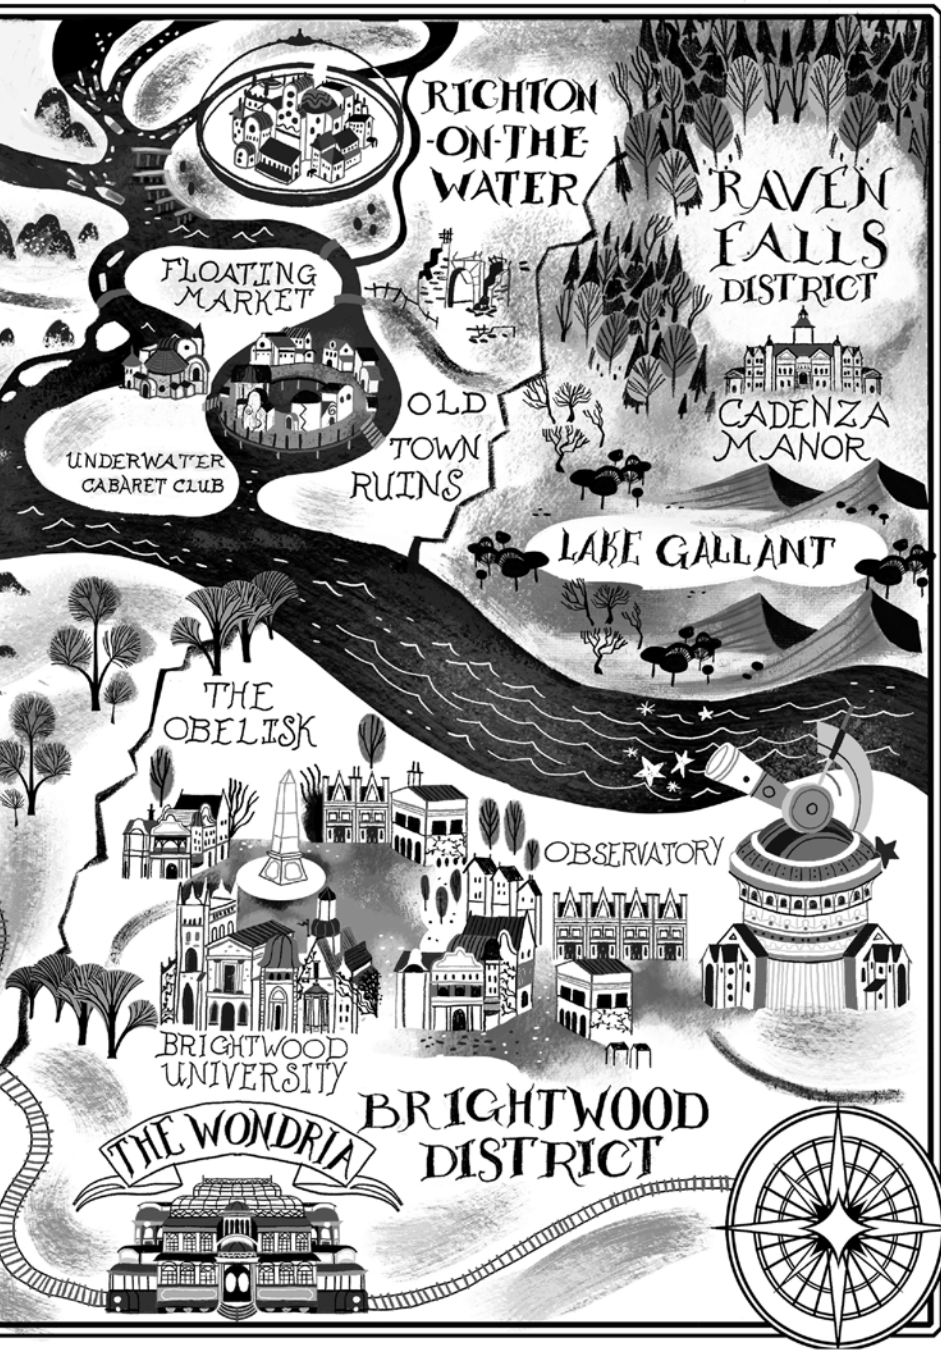 RICHTON
-ON-THE-
WATER
RAVEN
FALLS
DISTRICT
FLOATING
MARKET
CADENZA
MANOR
OLD
TOWN
RUINS
UNDERWATER
CABARET CLUB
LAKE GALLANT
THE
OBELISK
OBSERVATORY
BRIGHTWOOD
UNIVERSITY
BRIGHTWOOD
DISTRICT
THE WONDRIA